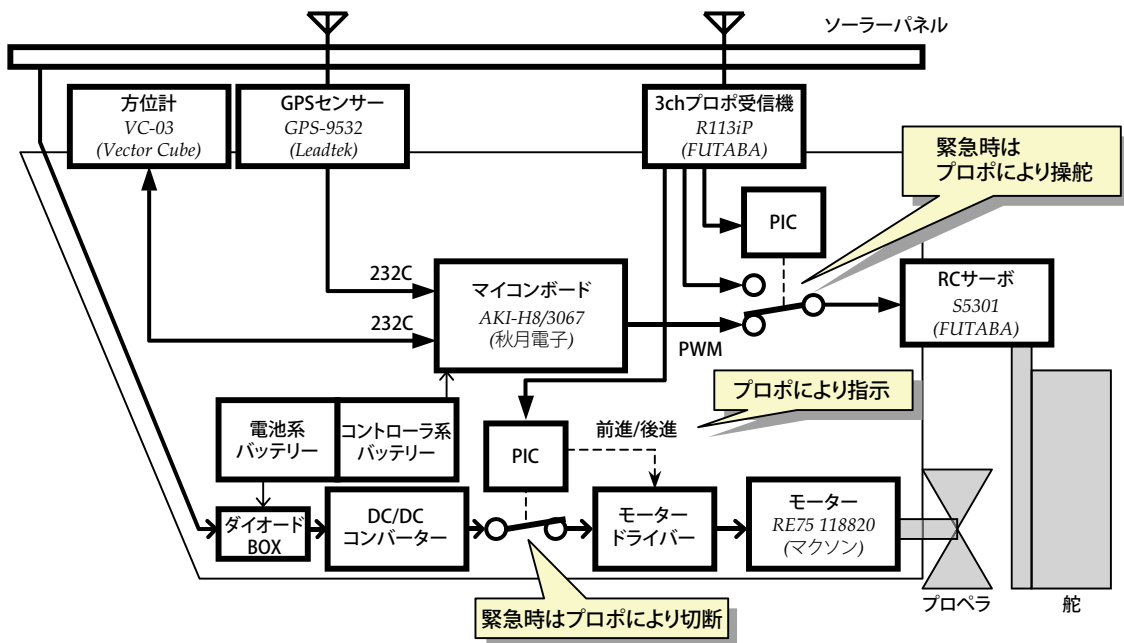 ソーラーパネル
方位計
VC-03
(Vector Cube)
GPSセンサー
GPS-9532
(Leadtek)
3chプロポ受信機
R113iP
(FUTABA)
緊急時は
プロポにより操舵
PIC
232C
232C
マイコンボード
AKI-H8/3067
(秋月電子)
PWM
RCサーボ
S5301
(FUTABA)
プロポにより指示
電池系
バッテリー
コントローラ系
バッテリー
PIC
前進/後進
ダイオード
BOX
DC/DC
コンバーター
モーター
ドライバー
モーター
RE75 118820
(マクソン)
プロペラ
舵
緊急時はプロポにより切断